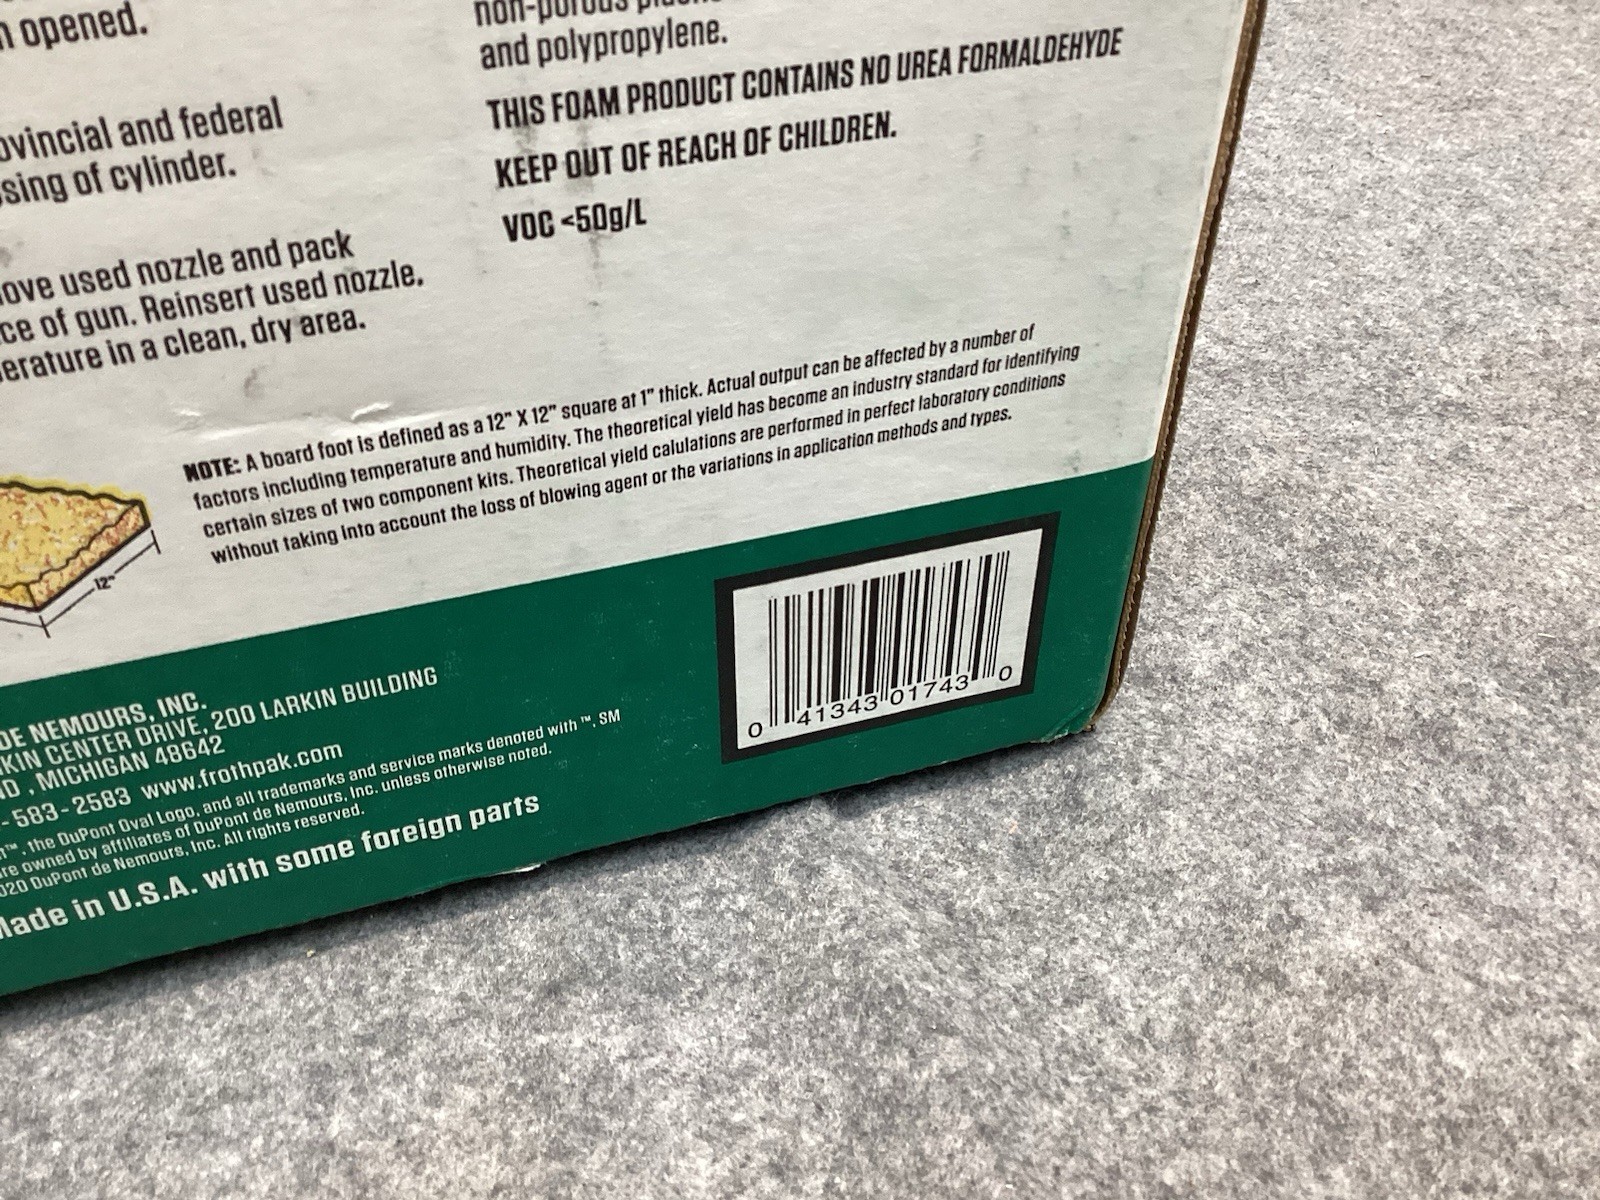 opened.
and federal
of cylinder.
used nozzle and pack
of gun. Reinsert used nozzle,
in a clean, dry area.
and polypropylene.
THIS FOAM PRODUCT CONTAINS NO UREA FORMALDEHYDE
KEEP OUT OF REACH OF CHILDREN.
VOC <50g/L
NOTE: A board foot is defined as a 12" X 12" square at 1" thick. Actual output can be affected by a number of
factors including temperature and humidity. The theoretical yield has become an industry standard for identifying
certain sizes of two component kits. Theoretical yield calulations are performed in perfect laboratory conditions
without taking into account the loss of blowing agent or the variations in application methods and types.
12"
DE NEMOURS, INC.
CENTER DRIVE, 200 LARKIN BUILDING
, MICHIGAN 48642
-583-2583 www.frothpak.com
™, the DuPont Oval Logo, and all trademarks and service marks denoted with ™, SM
owned by affiliates of DuPont de Nemours, Inc. unless otherwise noted.
DuPont de Nemours, Inc. All rights reserved.
Made in U.S.A. with some foreign parts
0 41343 01743 0